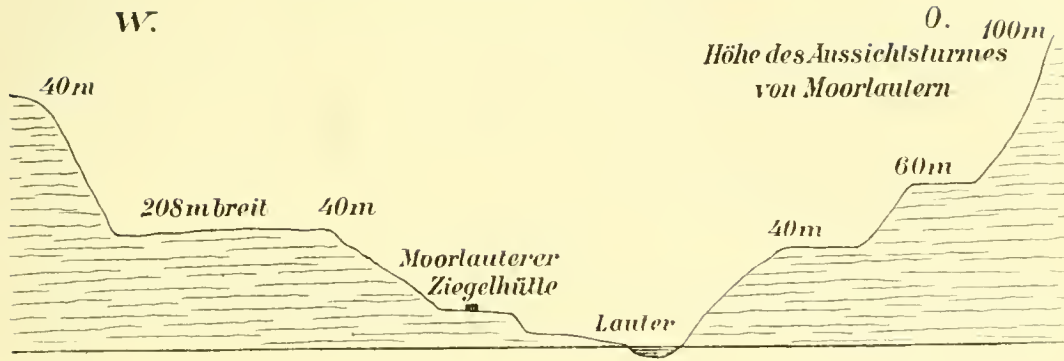 W.
O.
100m
Höhe des Aussichtsturmes
von Moorlautern
40m
60m
208m breit
40m
40m
Moorlauterer
Ziegelhütte
Lauter